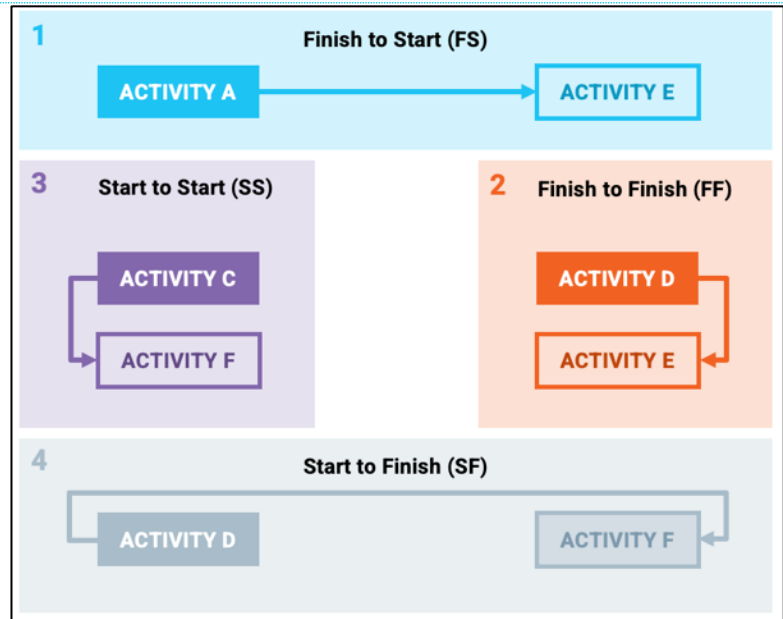 1
Finish to Start (FS)
ACTIVITY A
ACTIVITY E
3
Start to Start (SS)
ACTIVITY C
ACTIVITY F
2
Finish to Finish (FF)
ACTIVITY D
ACTIVITY E
4
Start to Finish (SF)
ACTIVITY D
ACTIVITY F